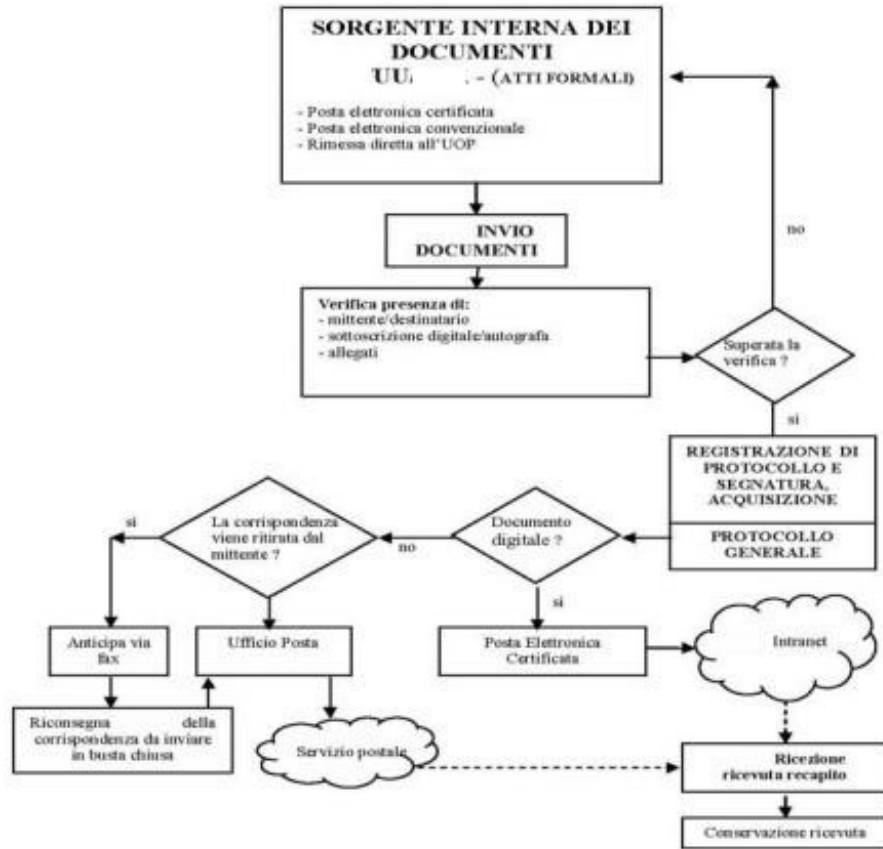 SORGENTE INTERNA DEI
DOCUMENTI
- (ATTI FORMALI)
- Posta elettronica certificata
- Posta elettronica convenzionale
- Rimessa diretta all'UOP
INVIO
DOCUMENTI
no
Verifica presenza di:
- mittente/destinatario
- sottoscrizione digitale/autografa
- allegati
Superata la
verifica ?
si
REGISTRAZIONE DI
PROTOCOLLO E
SEGNATURA,
ACQUISIZIONE
PROTOCOLLO
GENERALE
Documento
digitale ?
no
si
La corrispondenza
viene ritirata dal
mittente ?
si
Anticipa via
fax
Ufficio Posta
Posta Elettronica
Certificata
Intranet
Riconsegna della
corrispondenza da inviare
in busta chiusa
Servizio postale
Ricezione
ricevuta recapito
Conservazione ricevuta